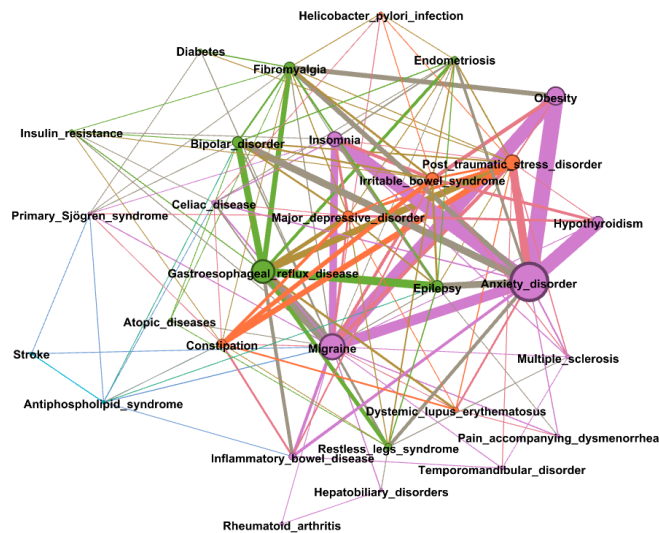 Helicobacter_pylori_infection
Diabetes
Endometriosis
Fibromyalgia
Obesity
Insulin_resistance
Bipolar_disorder
Insomnia
Post_traumatic_stress_disorder
Irritable_bowel_syndrome
Celiac_disease
Primary_Sjögren_syndrome
Major_depressive_disorder
Hypothyroidism
Gastroesophageal_reflux_disease
Epilepsy
Anxiety_disorder
Atopic_diseases
Constipation
Migraine
Stroke
Multiple_sclerosis
Antiphospholipid_syndrome
Dystemic_lupus_erythematosus
Pain_accompanying_dysmenorrhea
Restless_legs_syndrome
Inflammatory_bowel_disease
Temporomandibular_disorder
Hepatobiliary_disorders
Rheumatoid_arthritis